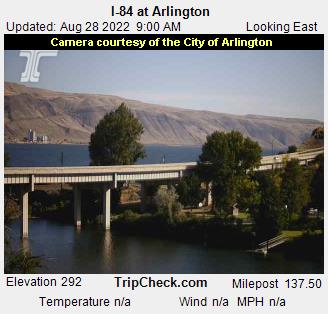 I-84 at Arlington
Updated: Aug 28 2022 9:00 AM Looking East
Camera courtesy of the City of Arlington
Elevation 292 TripCheck.com Milepost 137.50
Temperature n/a Wind n/a MPH n/a